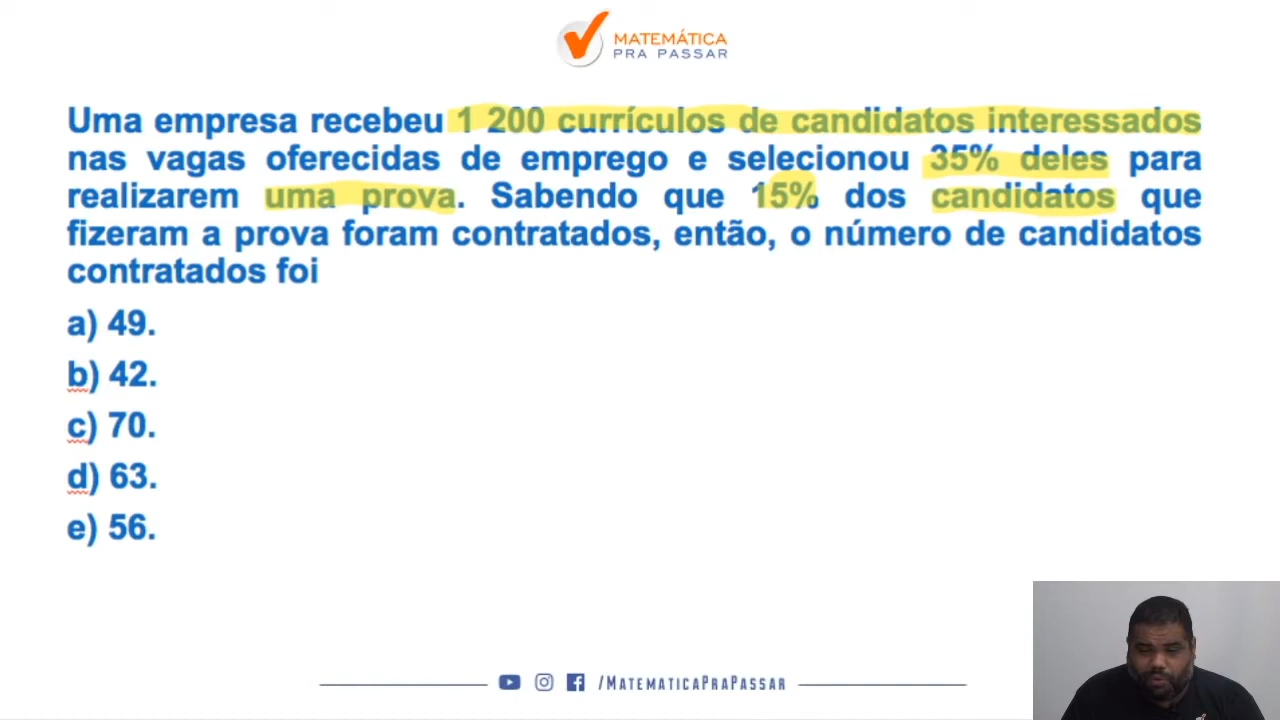 MATEMÁTICA
PRA PASSAR
Uma empresa recebeu 1 200 currículos de candidatos interessados
nas vagas oferecidas de emprego e selecionou 35% deles para
realizarem uma prova. Sabendo que 15% dos candidatos que
fizeram a prova foram contratados, então, o número de candidatos
contratados foi
a) 49.
b) 42.
c) 70.
d) 63.
e) 56.
/MatematicaPraPassar